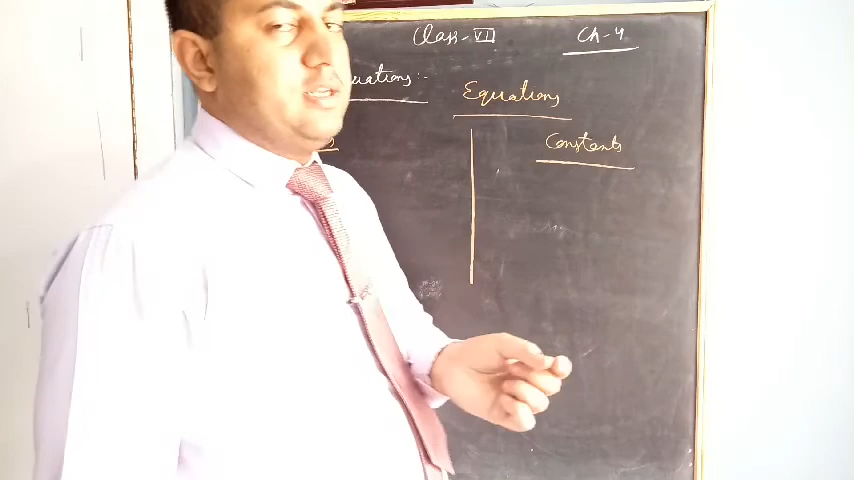 Class - VII Ch-4
uations :-
Equations
s Constants